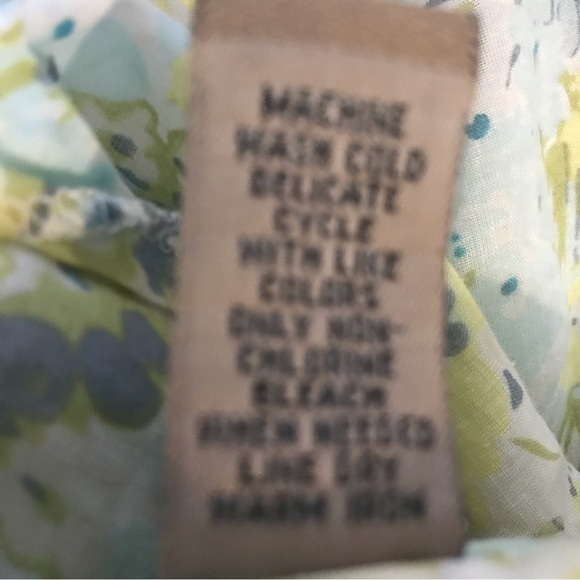 MACHINE
WASH COLD
DELICATE
CYCLE
WITH LIKE
COLORS
ONLY NON-
CHLORINE
BLEACH
WHEN NEEDED
LINE DRY
WARM IRON